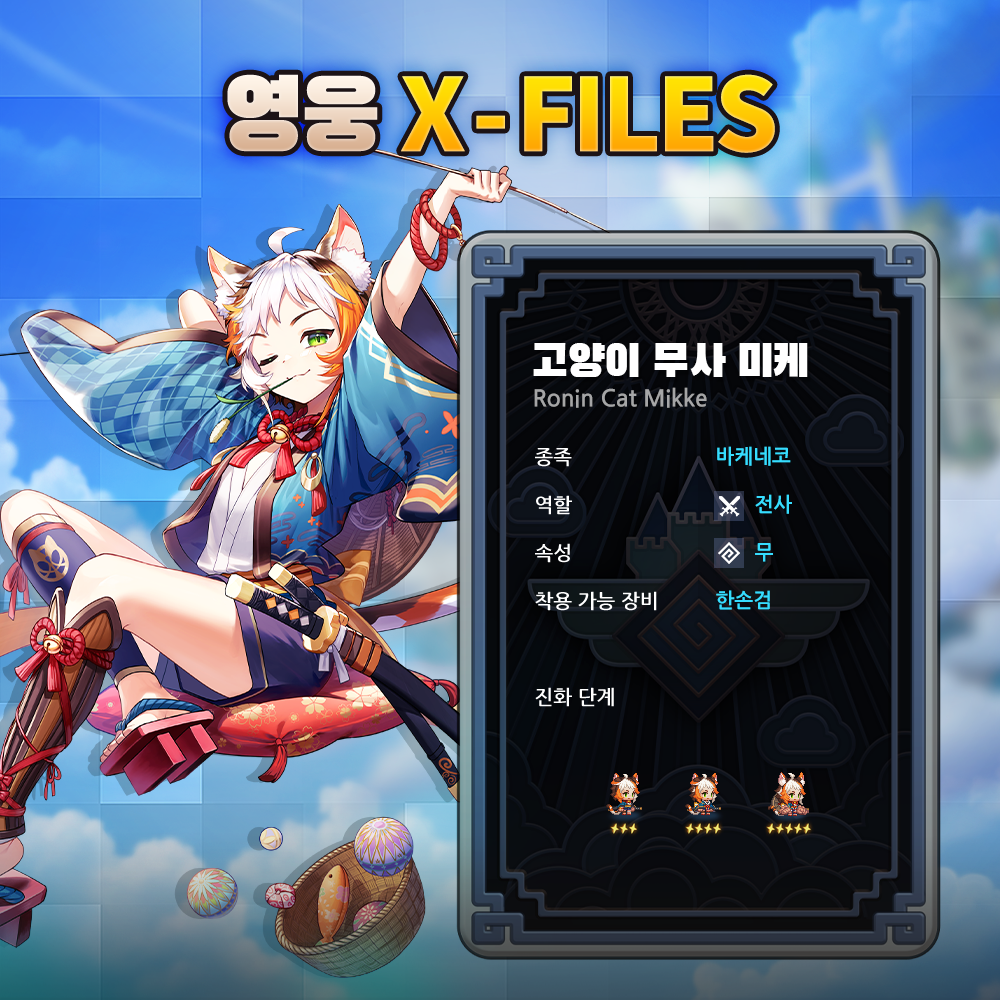 영웅 X-FILES
고양이 무사 미케
Ronin Cat Mikke
종족 바케네코
역할 전사
속성 무
착용 가능 장비 한손검
진화 단계